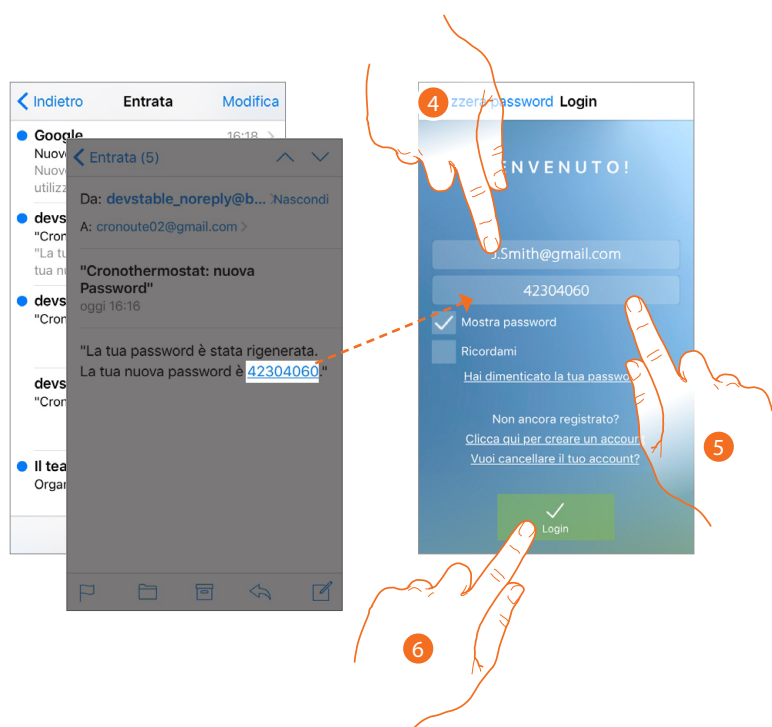 Indietro Entrata Modifica
Google 16:18
Nuov
Nuov
utilizz
devs
"Cron
"La tu
tua nu
devs
"Cron
devs
"Cron
Il tea
Organ
Entrata (5)
Da: devstable_noreply@b... Nascondi
A: cronoute02@gmail.com
"Cronothermostat: nuova
Password"
oggi 16:16
"La tua password è stata rigenerata.
La tua nuova password è 42304060."
4
zzera password Login
ENVENUTO!
.Smith@gmail.com
42304060
Mostra password
Ricordami
Hai dimenticato la tua passwo
Non ancora registrato?
Clicca qui per creare un accoun
Vuoi cancellare il tuo account?
5
Login
6